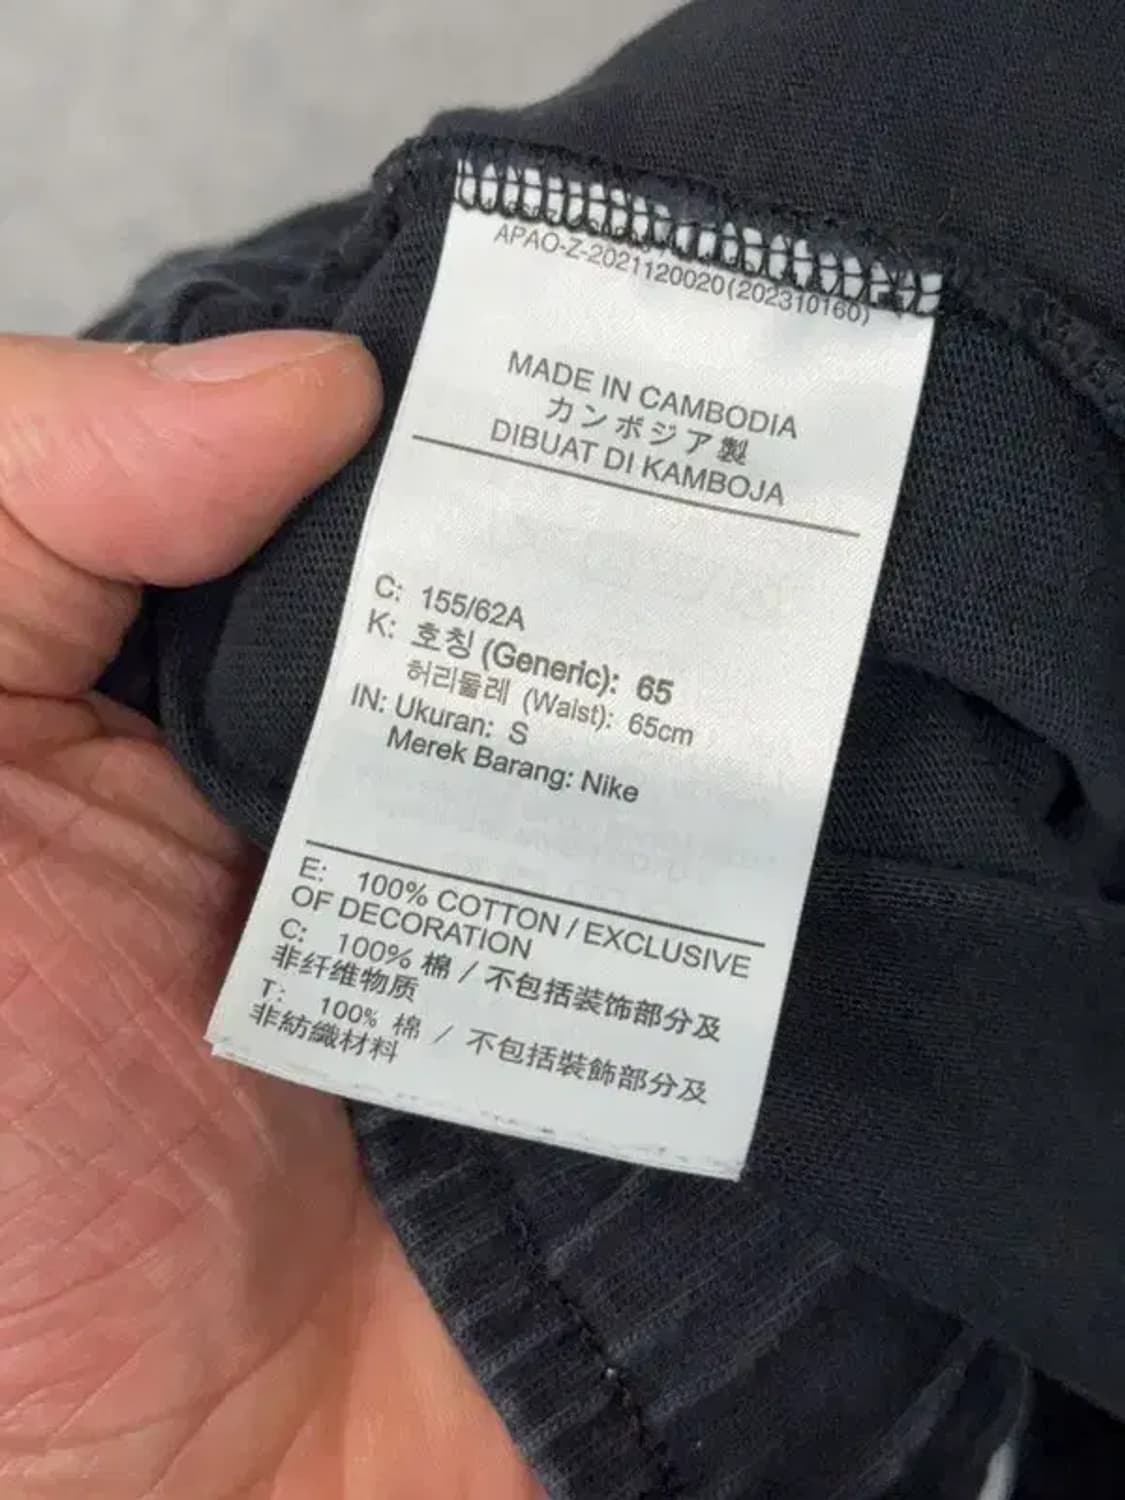 APAO-Z-2021120020(202310160)
MADE IN CAMBODIA
カンボジア製
DIBUAT DI KAMBOJA
C: 155/62A
K: 호칭 (Generic): 65
허리둘레 (Waist): 65cm
IN: Ukuran: S
Merek Barang: Nike
E: 100% COTTON / EXCLUSIVE
OF DECORATION
C: 100% 棉 / 不包括装饰部分及
非纤维物质
T: 100% 棉 / 不包括裝飾部分及
非紡織材料